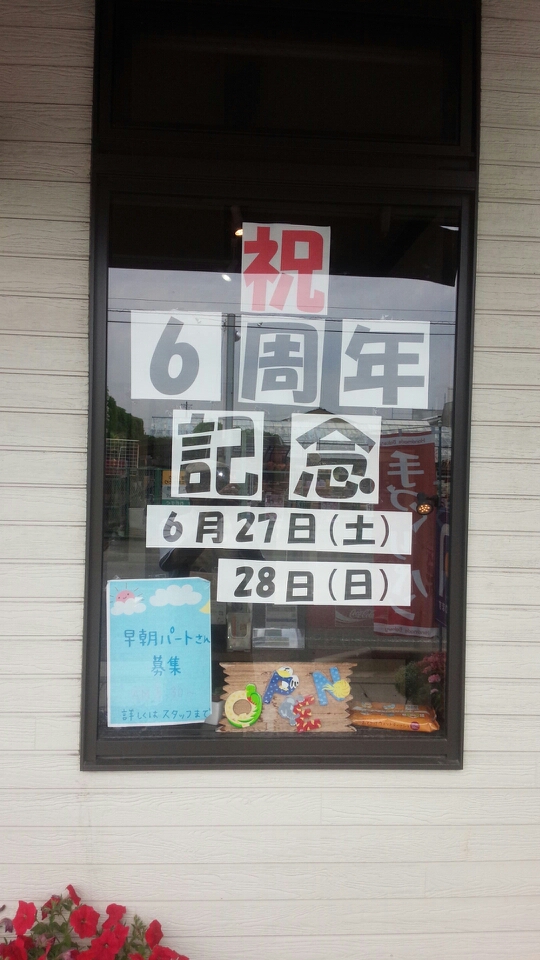 祝
6周年
記念
6月27日(土)
28日(日)
早朝パートさん
募集
詳しくはスタッフまで
OPEN